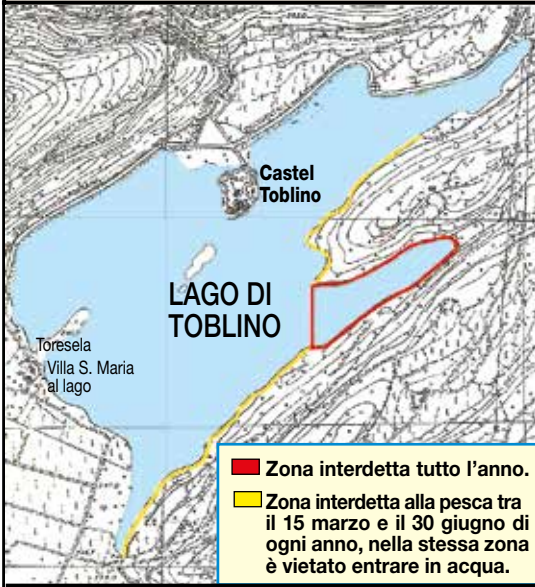 Castel
Toblino
LAGO DI
TOBLINO
Toresela
Villa S. Maria
al lago
Zona interdetta tutto l'anno.
Zona interdetta alla pesca tra
il 15 marzo e il 30 giugno di
ogni anno, nella stessa zona
è vietato entrare in acqua.